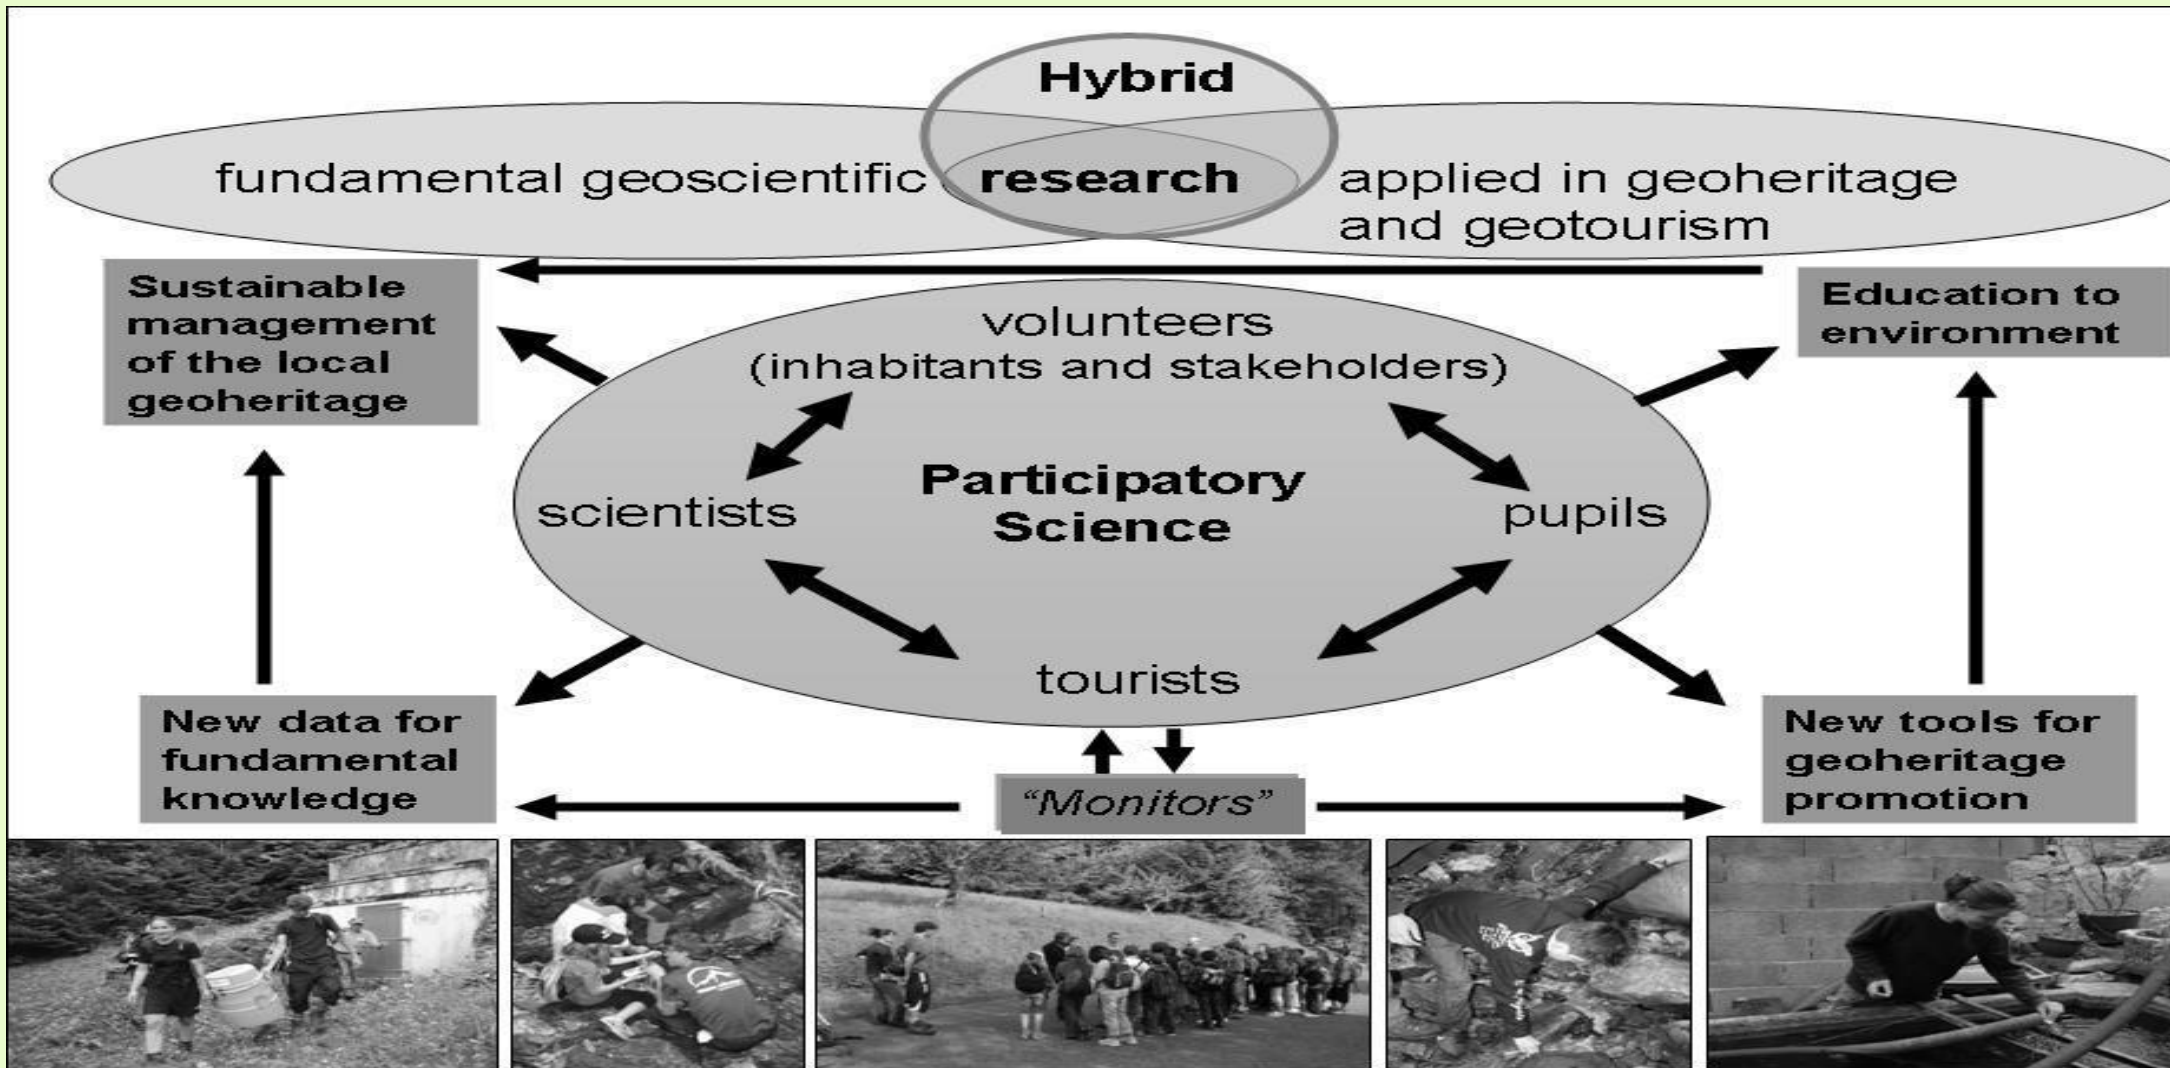 Hybrid
fundamental geoscientific research applied in geoheritage
and geotourism
Sustainable
management
of the local
geoheritage
Education to
environment
volunteers
(inhabitants and stakeholders)
Participatory
Science
scientists
pupils
tourists
New data for
fundamental
knowledge
"Monitors"
New tools for
geoheritage
promotion